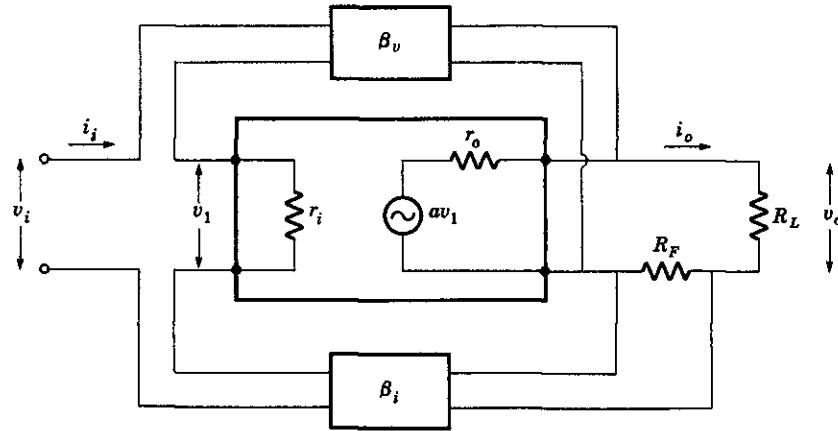 β_v
i_i
r_o
i_o
v_i
v_1
r_i
av_1
R_L
v_o
R_F
β_i